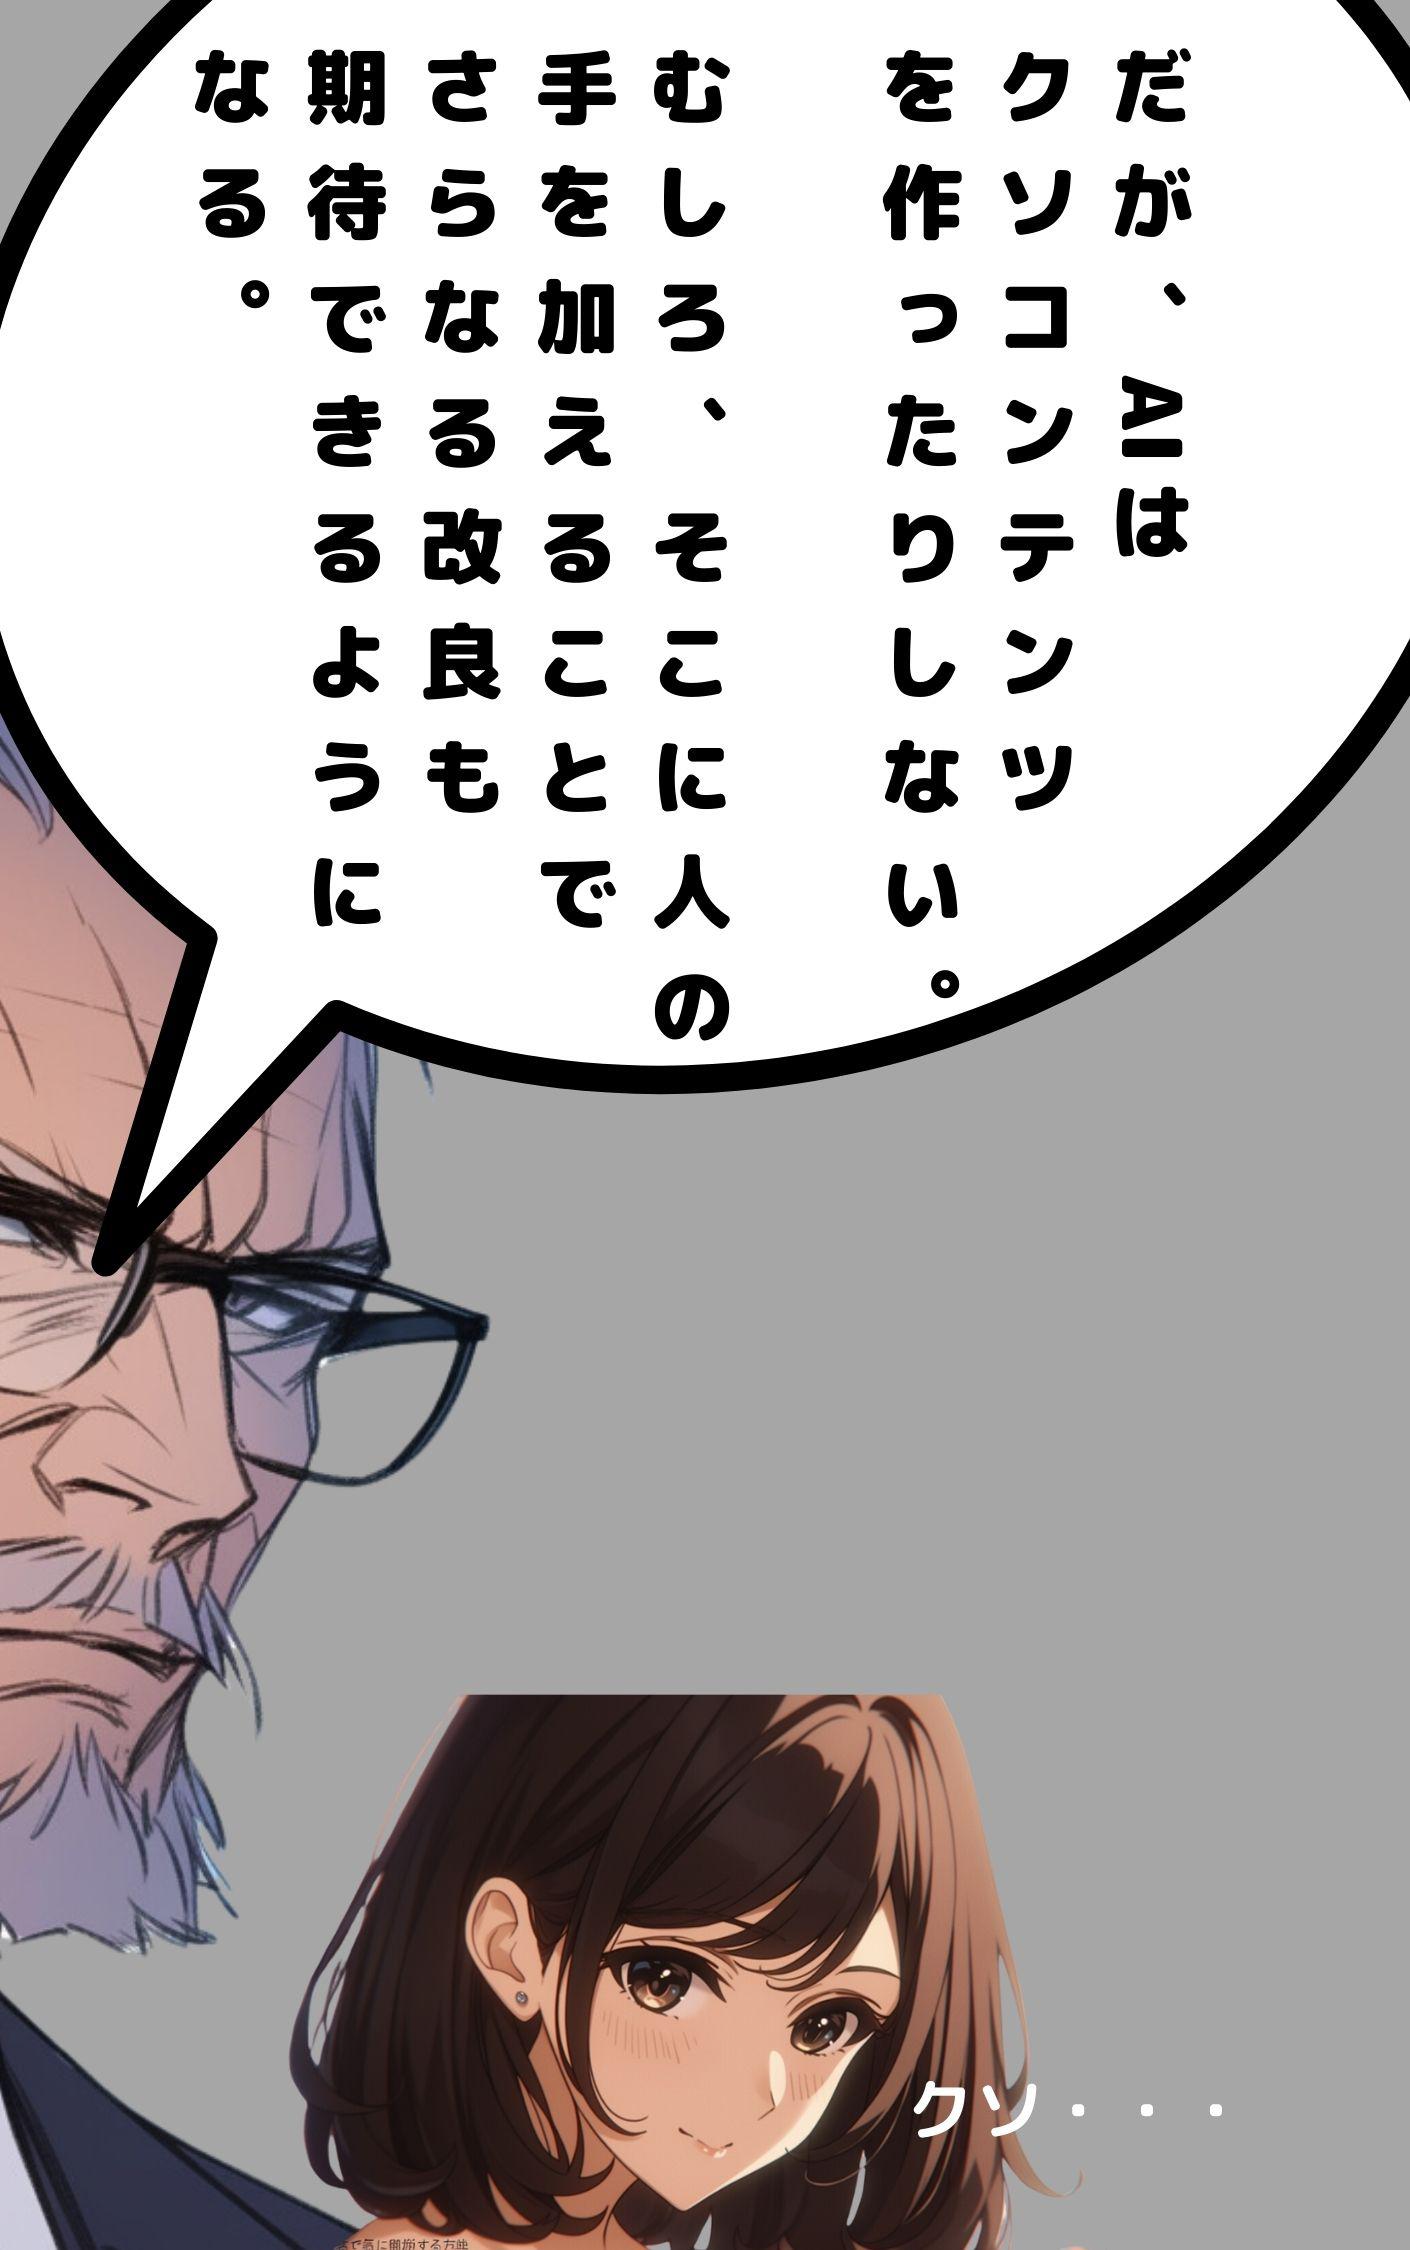 だが、AIは
クソコンテンツ
を作ったりしない。
むしろ、そこに人の
手を加えることで
さらなる改良も
期待できるように
なる。
クソ・・・